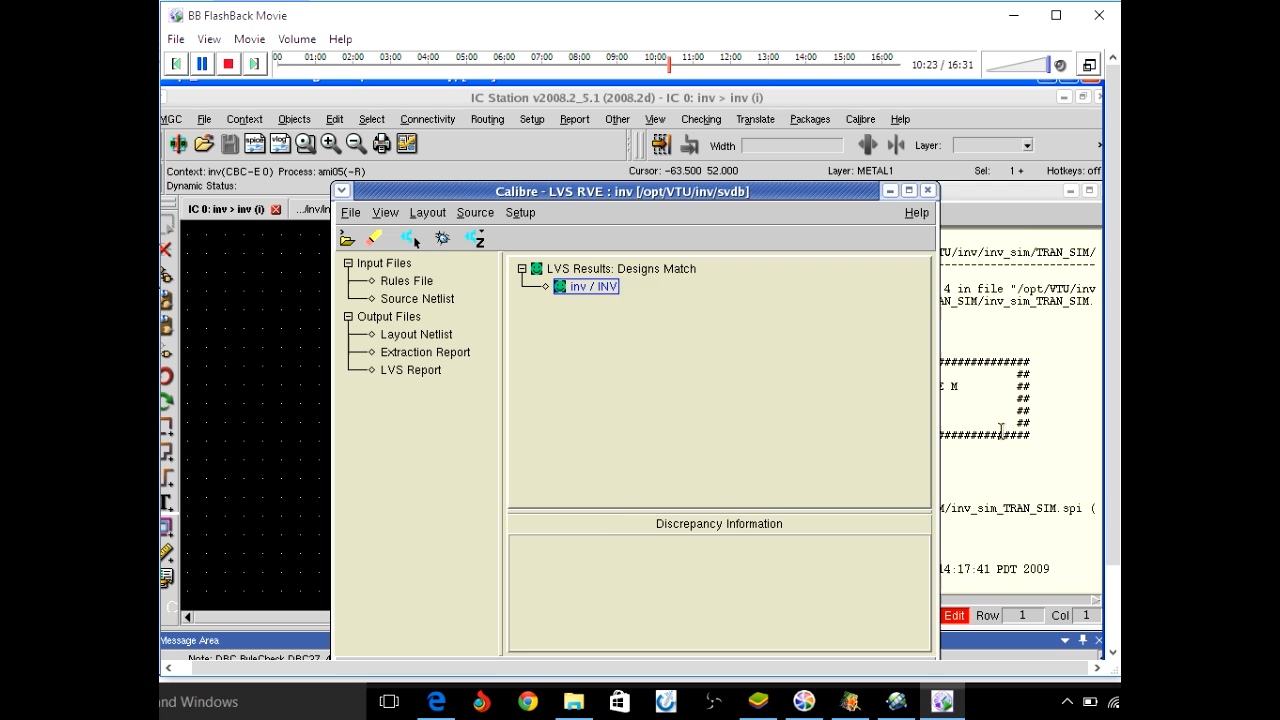 BB FlashBack Movie
File View Movie Volume Help
00 01:00 02:00 03:00 04:00 05:00 06:00 07:00 08:00 09:00 10:00 11:00 12:00 13:00 14:00 15:00 16:00 10:23 / 16:31
IC Station v2008.2_5.1 (2008.2d) - IC 0: inv > inv (i)
MGC File Context Objects Edit Select Connectivity Routing Setup Report Other View Checking Translate Packages Calibre Help
Width Layer:
Context: inv(CBC-E 0) Process: ami05(-R) Cursor: -63.500 52.000 Layer: METAL1 Sel: 1 + Hotkeys: off
Dynamic Status:
Calibre - LVS RVE : inv [/opt/VTU/inv/svdb]
IC 0: inv > inv (i) .../inv/in
File View Layout Source Setup Help
TU/inv/inv_sim/TRAN_SIM/
--------------------------
Input Files
LVS Results: Designs Match
Rules File
inv / INV
4 in file "/opt/VTU/inv
Source Netlist
AN_SIM/inv_sim_TRAN_SIM.
Output Files
Layout Netlist
Extraction Report
###############
LVS Report
##
E M ##
##
##
##
###############
M/inv_sim_TRAN_SIM.spi (
Discrepancy Information
14:17:41 PDT 2009
Edit Row 1 Col 1
Message Area
Note: DRC RuleCheck DRC27
and Windows